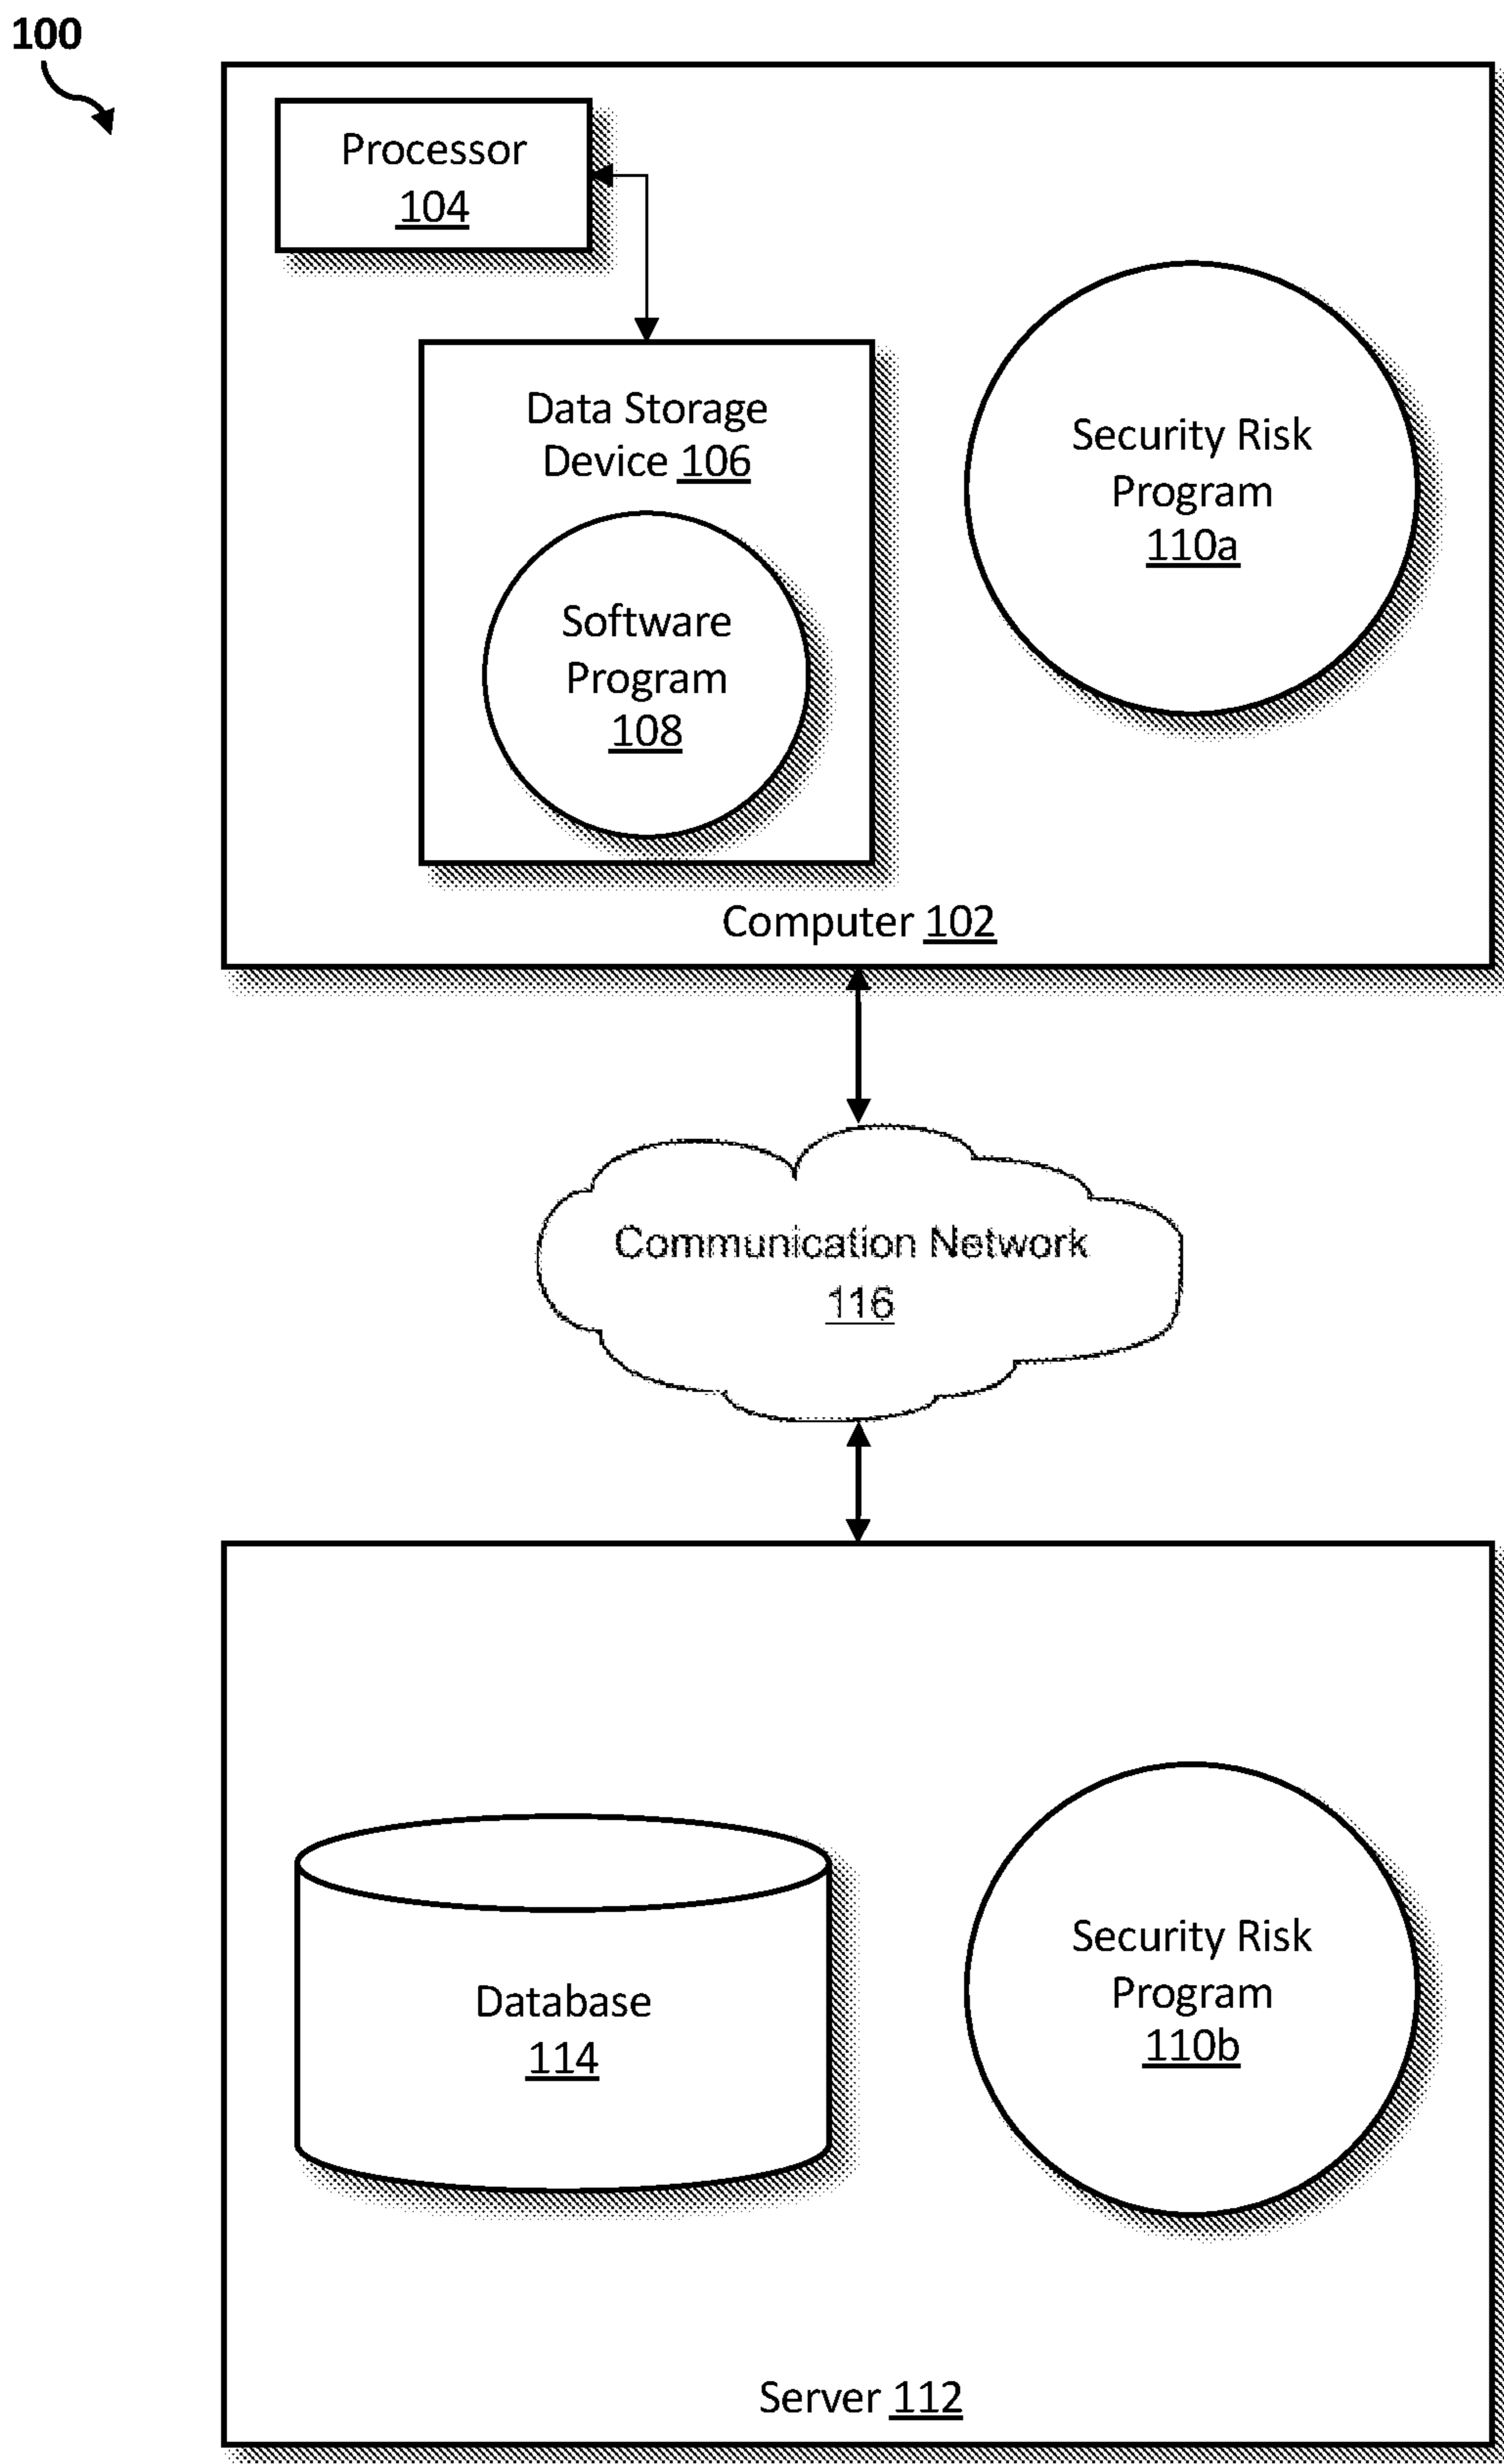 100
Processor
104
Data Storage
Device 106
Software
Program
108
Security Risk
Program
110a
Computer 102
Communication Network
116
Database
114
Security Risk
Program
110b
Server 112